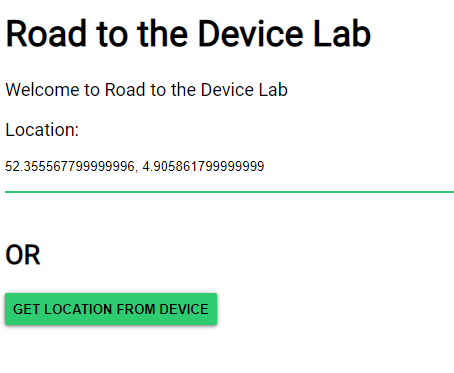 Road to the Device Lab
Welcome to Road to the Device Lab
Location:
52.355567799999996, 4.905861799999999
OR
GET LOCATION FROM DEVICE